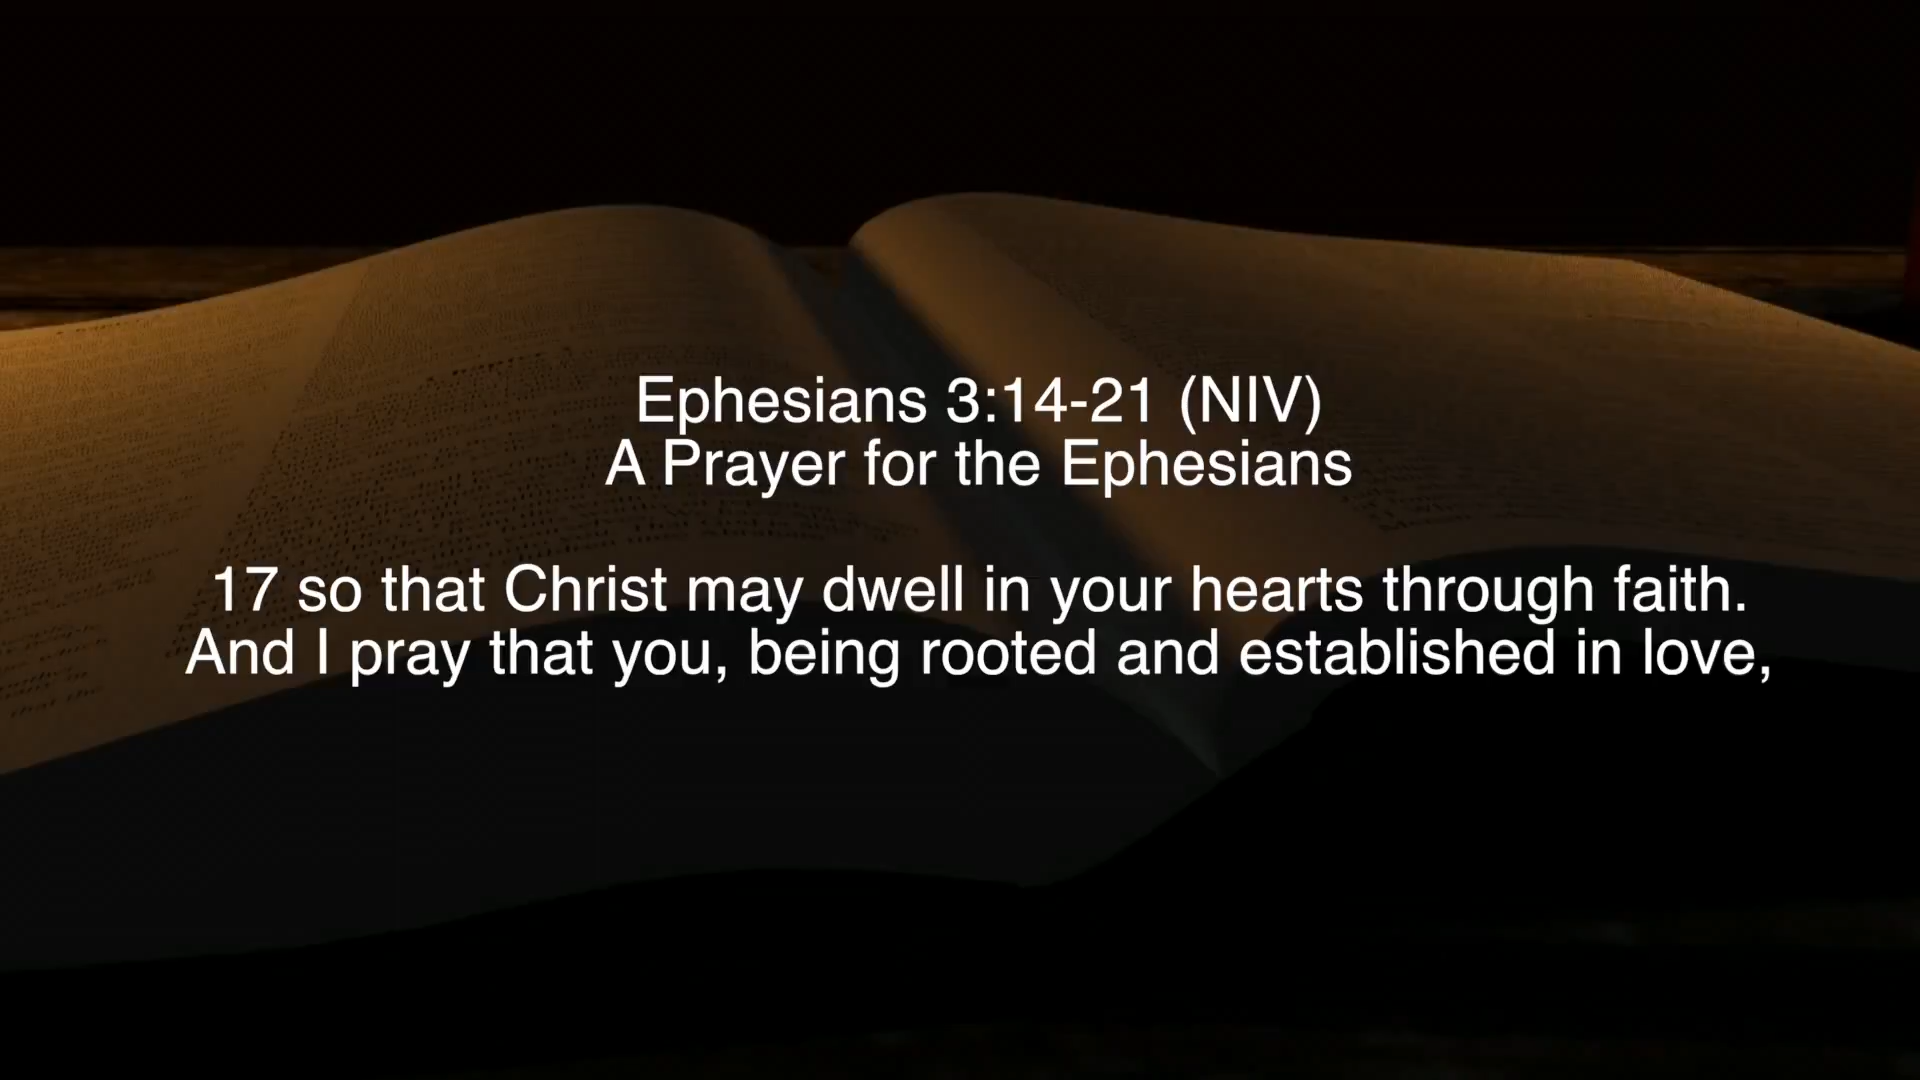 Ephesians 3:14-21 (NIV)
A Prayer for the Ephesians
17 so that Christ may dwell in your hearts through faith.
And I pray that you, being rooted and established in love,